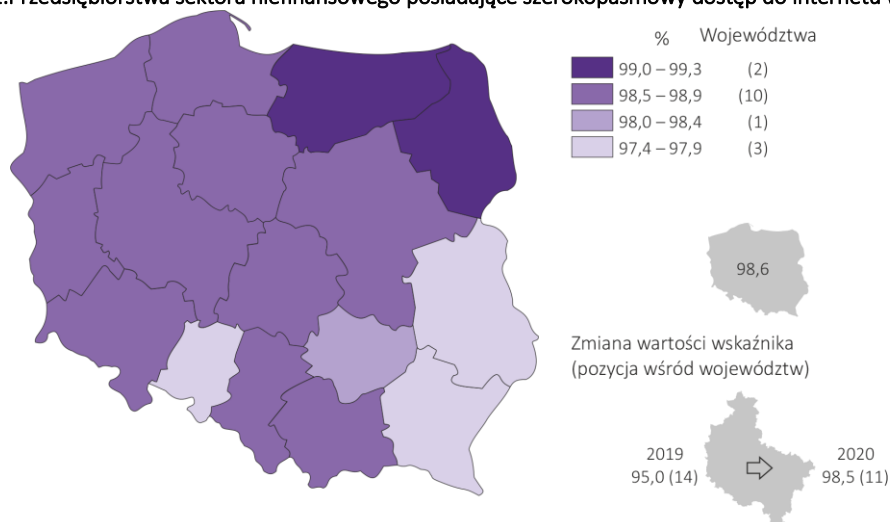 Przedsiębiorstwa sektora niefinansowego posiadające szerokopasmowy dostęp do Internetu
% Województwa
99,0 – 99,3 (2)
98,5 – 98,9 (10)
98,0 – 98,4 (1)
97,4 – 97,9 (3)
98,6
Zmiana wartości wskaźnika
(pozycja wśród województw)
2019 2020
95,0 (14) 98,5 (11)